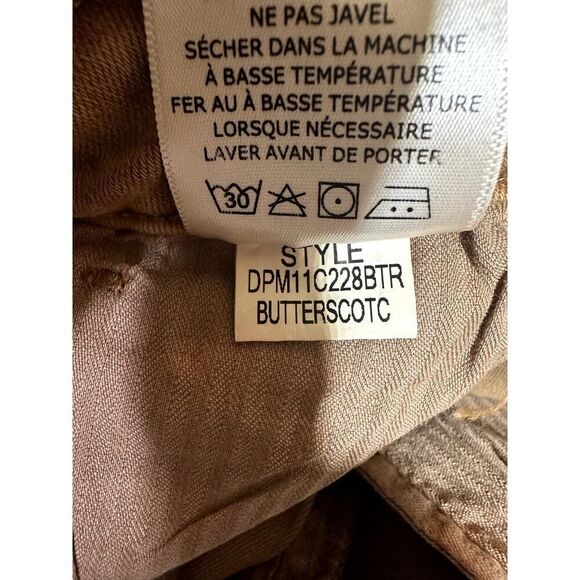 NE PAS JAVEL
SÉCHER DANS LA MACHINE
À BASSE TEMPÉRATURE
FER AU À BASSE TEMPÉRATURE
LORSQUE NÉCESSAIRE
LAVER AVANT DE PORTER
30
STYLE
DPM11C228BTR
BUTTERSCOTC